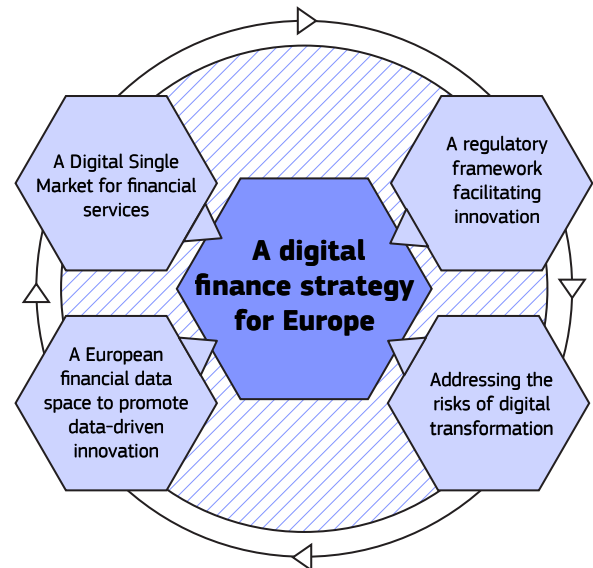 A Digital Single
Market for financial
services
A regulatory
framework
facilitating
innovation
A digital
finance strategy
for Europe
A European
financial data
space to promote
data-driven
innovation
Addressing the
risks of digital
transformation